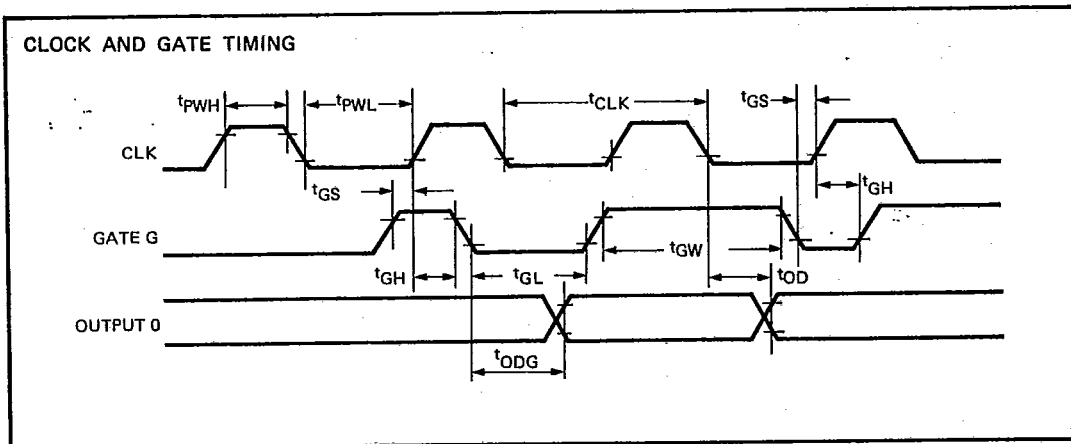 CLOCK AND GATE TIMING
tPWH
tPWL
tCLK
tGS
CLK
tGS
tGH
GATE G
tGH
tGL
tGW
tOD
OUTPUT 0
tODG